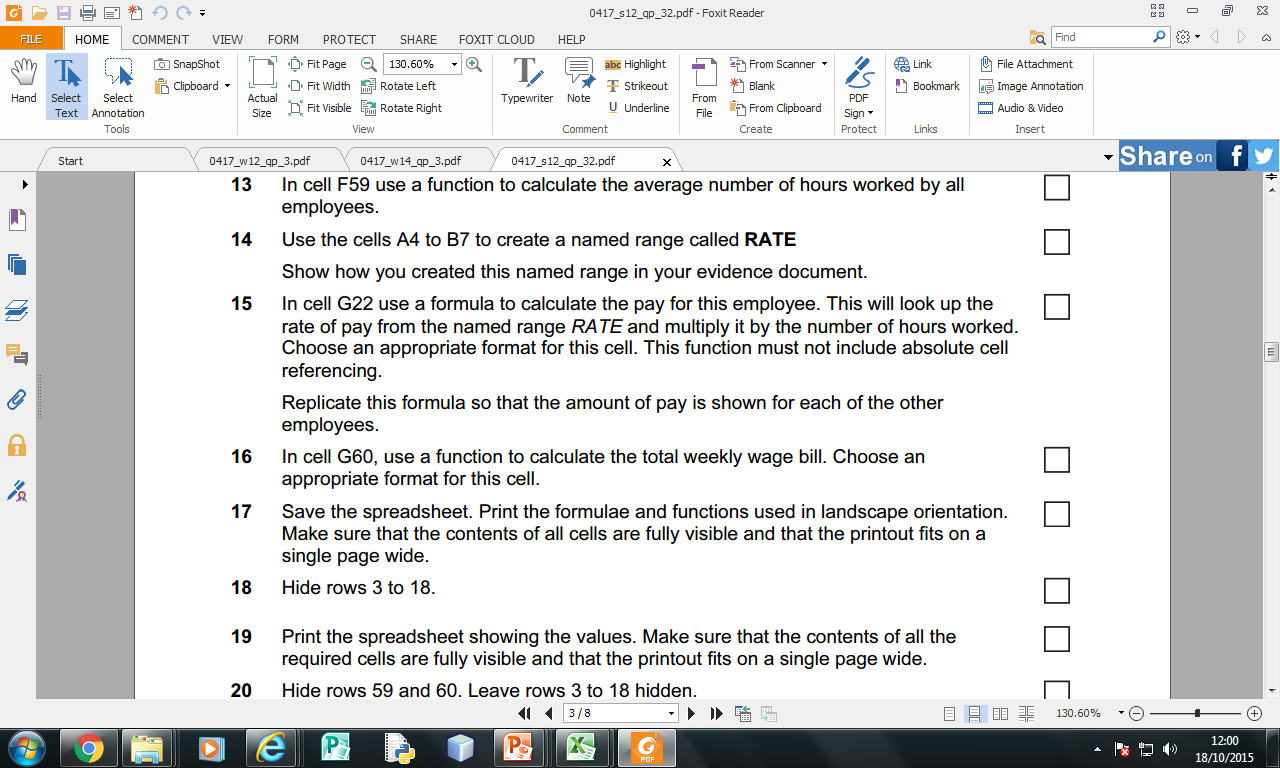 0417_s12_qp_32.pdf - Foxit Reader
FILE HOME COMMENT VIEW FORM PROTECT SHARE FOXIT CLOUD HELP Find
SnapShot Fit Page 130.60% abc Highlight From Scanner Link File Attachment
Clipboard Fit Width Rotate Left Strikeout Blank Bookmark Image Annotation
Fit Visible Rotate Right U Underline From Clipboard Audio & Video
Hand Select Select Actual Typewriter Note From PDF
Text Annotation Size File Sign
Tools View Comment Create Protect Links Insert
Start 0417_w12_qp_3.pdf 0417_w14_qp_3.pdf 0417_s12_qp_32.pdf Share on f
13 In cell F59 use a function to calculate the average number of hours worked by all
employees.
14 Use the cells A4 to B7 to create a named range called RATE
Show how you created this named range in your evidence document.
15 In cell G22 use a formula to calculate the pay for this employee. This will look up the
rate of pay from the named range RATE and multiply it by the number of hours worked.
Choose an appropriate format for this cell. This function must not include absolute cell
referencing.
Replicate this formula so that the amount of pay is shown for each of the other
employees.
16 In cell G60, use a function to calculate the total weekly wage bill. Choose an
appropriate format for this cell.
17 Save the spreadsheet. Print the formulae and functions used in landscape orientation.
Make sure that the contents of all cells are fully visible and that the printout fits on a
single page wide.
18 Hide rows 3 to 18.
19 Print the spreadsheet showing the values. Make sure that the contents of all the
required cells are fully visible and that the printout fits on a single page wide.
20 Hide rows 59 and 60. Leave rows 3 to 18 hidden.
3 / 8 130.60%
PDF
12:00
18/10/2015